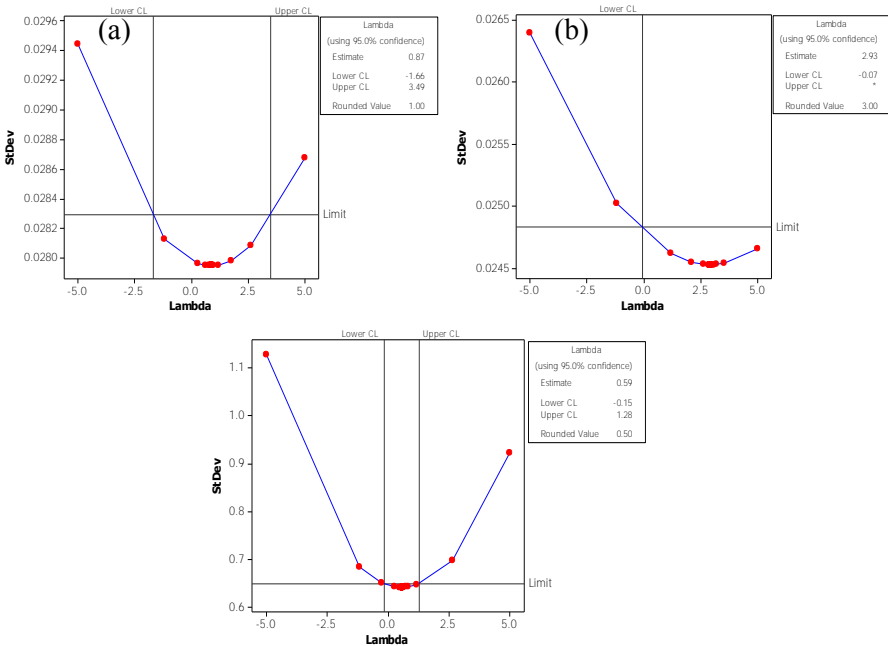 Lower CL Upper CL
(a)
0.0296
0.0294
0.0292
0.0290
0.0288
0.0286
0.0284
0.0282
0.0280
StDev
Limit
-5.0 -2.5 0.0 2.5 5.0
Lambda
Lambda
(using 95.0% confidence)
Estimate 0.87
Lower CL -1.66
Upper CL 3.49
Rounded Value 1.00
Lower CL
(b)
0.0265
0.0260
0.0255
0.0250
0.0245
StDev
Limit
-5.0 -2.5 0.0 2.5 5.0
Lambda
Lambda
(using 95.0% confidence)
Estimate 2.93
Lower CL -0.07
Upper CL *
Rounded Value 3.00
Lower CL Upper CL
1.1
1.0
0.9
0.8
0.7
0.6
StDev
Limit
-5.0 -2.5 0.0 2.5 5.0
Lambda
Lambda
(using 95.0% confidence)
Estimate 0.59
Lower CL -0.15
Upper CL 1.28
Rounded Value 0.50